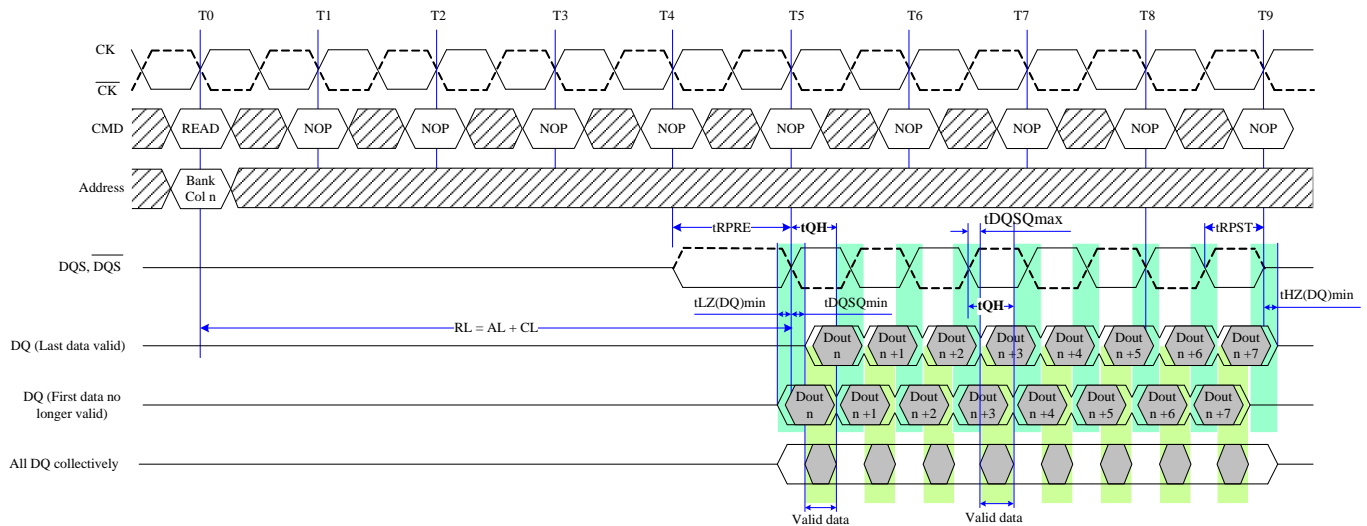 T0 T1 T2 T3 T4 T5 T6 T7 T8 T9
CK
CK
CMD READ NOP NOP NOP NOP NOP NOP NOP NOP NOP
Address Bank
Col n
tRPRE tQH tDQSQmax tRPST
DQS, DQS
tLZ(DQ)min tDQSQmin tQH tHZ(DQ)min
RL = AL + CL
DQ (Last data valid)
Dout Dout Dout Dout Dout Dout Dout Dout
n n +1 n +2 n +3 n +4 n +5 n +6 n +7
DQ (First data no
longer valid)
Dout Dout Dout Dout Dout Dout Dout Dout
n n +1 n +2 n +3 n +4 n +5 n +6 n +7
All DQ collectively
Valid data Valid data